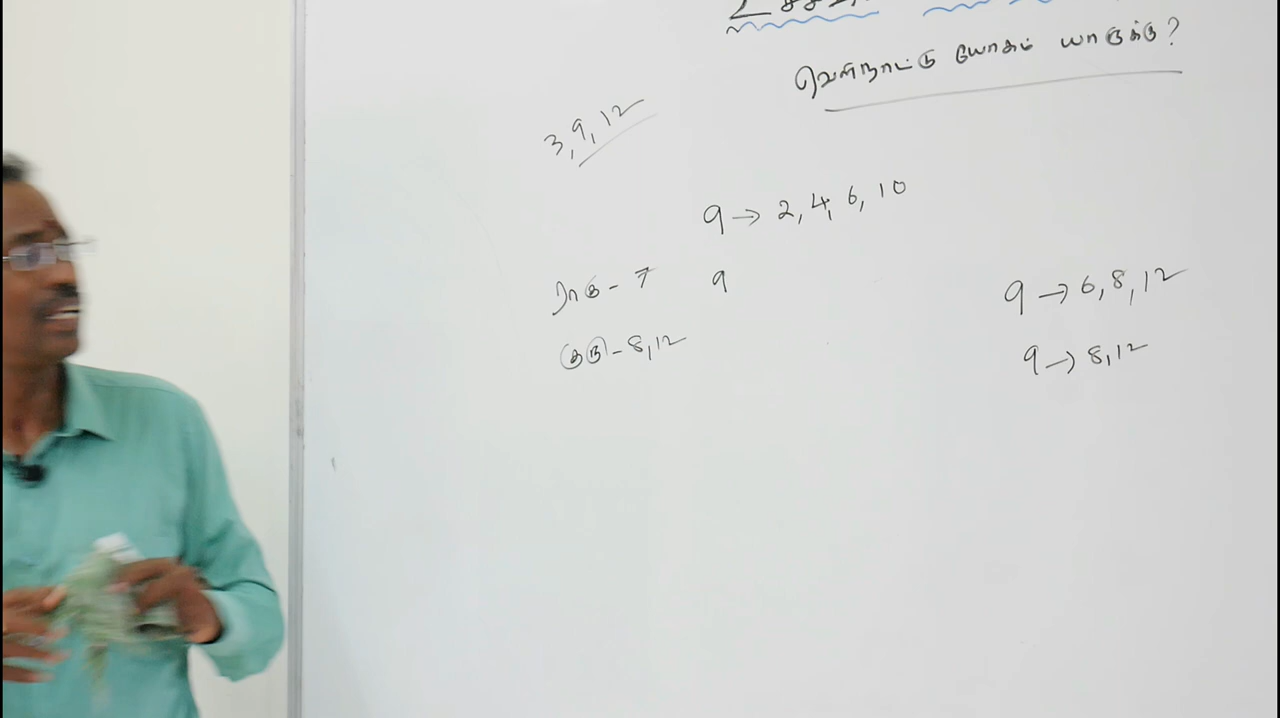 வெளிநாட்டு யோகம் யாருக்கு?
3, 9, 12
9 → 2, 4, 6, 10
ராகு - 7 9
குரு - 8, 12
9 → 6, 8, 12
9 → 8, 12